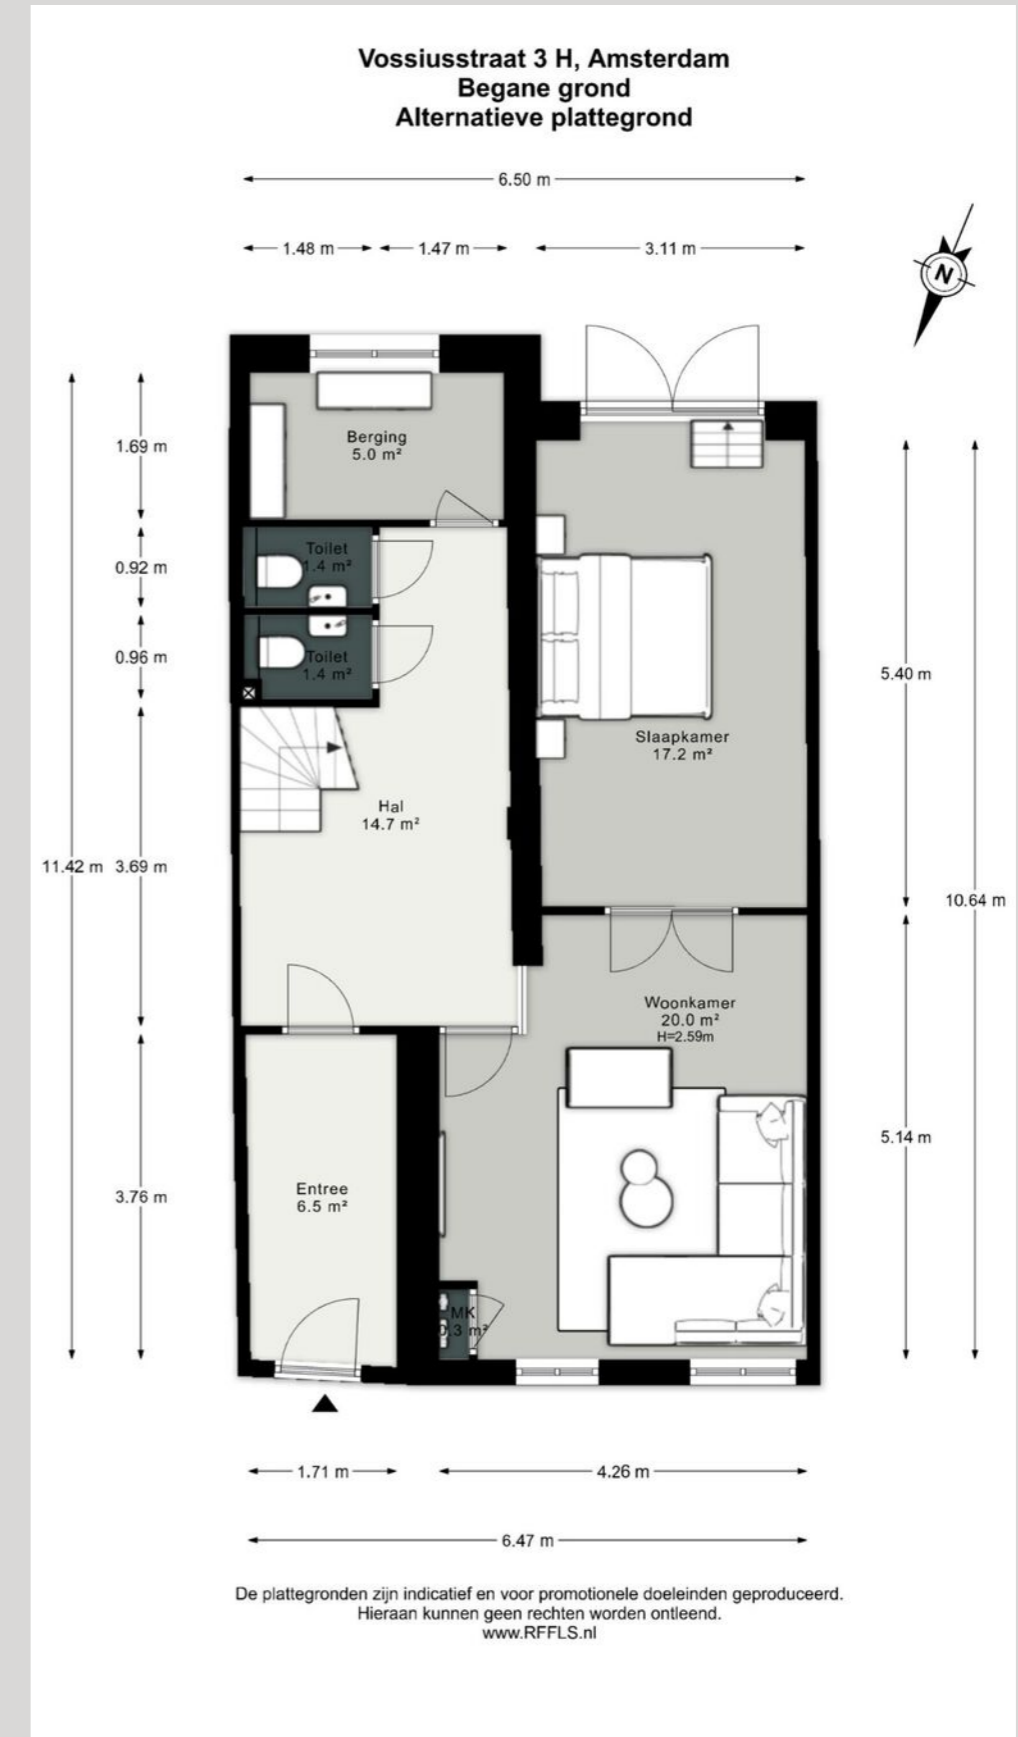 Vossiusstraat 3 H, Amsterdam
Begane grond
Alternatieve plattegrond
6.50 m
1.48 m
1.47 m
3.11 m
N
1.69 m
Berging
5.0 m²
0.92 m
Toilet
1.4 m²
0.96 m
Toilet
1.4 m²
5.40 m
Slaapkamer
17.2 m²
Hal
14.7 m²
11.42 m
3.69 m
10.64 m
Woonkamer
20.0 m²
H=2.59m
5.14 m
3.76 m
Entree
6.5 m²
MK
0.3 m²
1.71 m
4.26 m
6.47 m
De plattegronden zijn indicatief en voor promotionele doeleinden geproduceerd.
Hieraan kunnen geen rechten worden ontleend.
www.RFFLS.nl